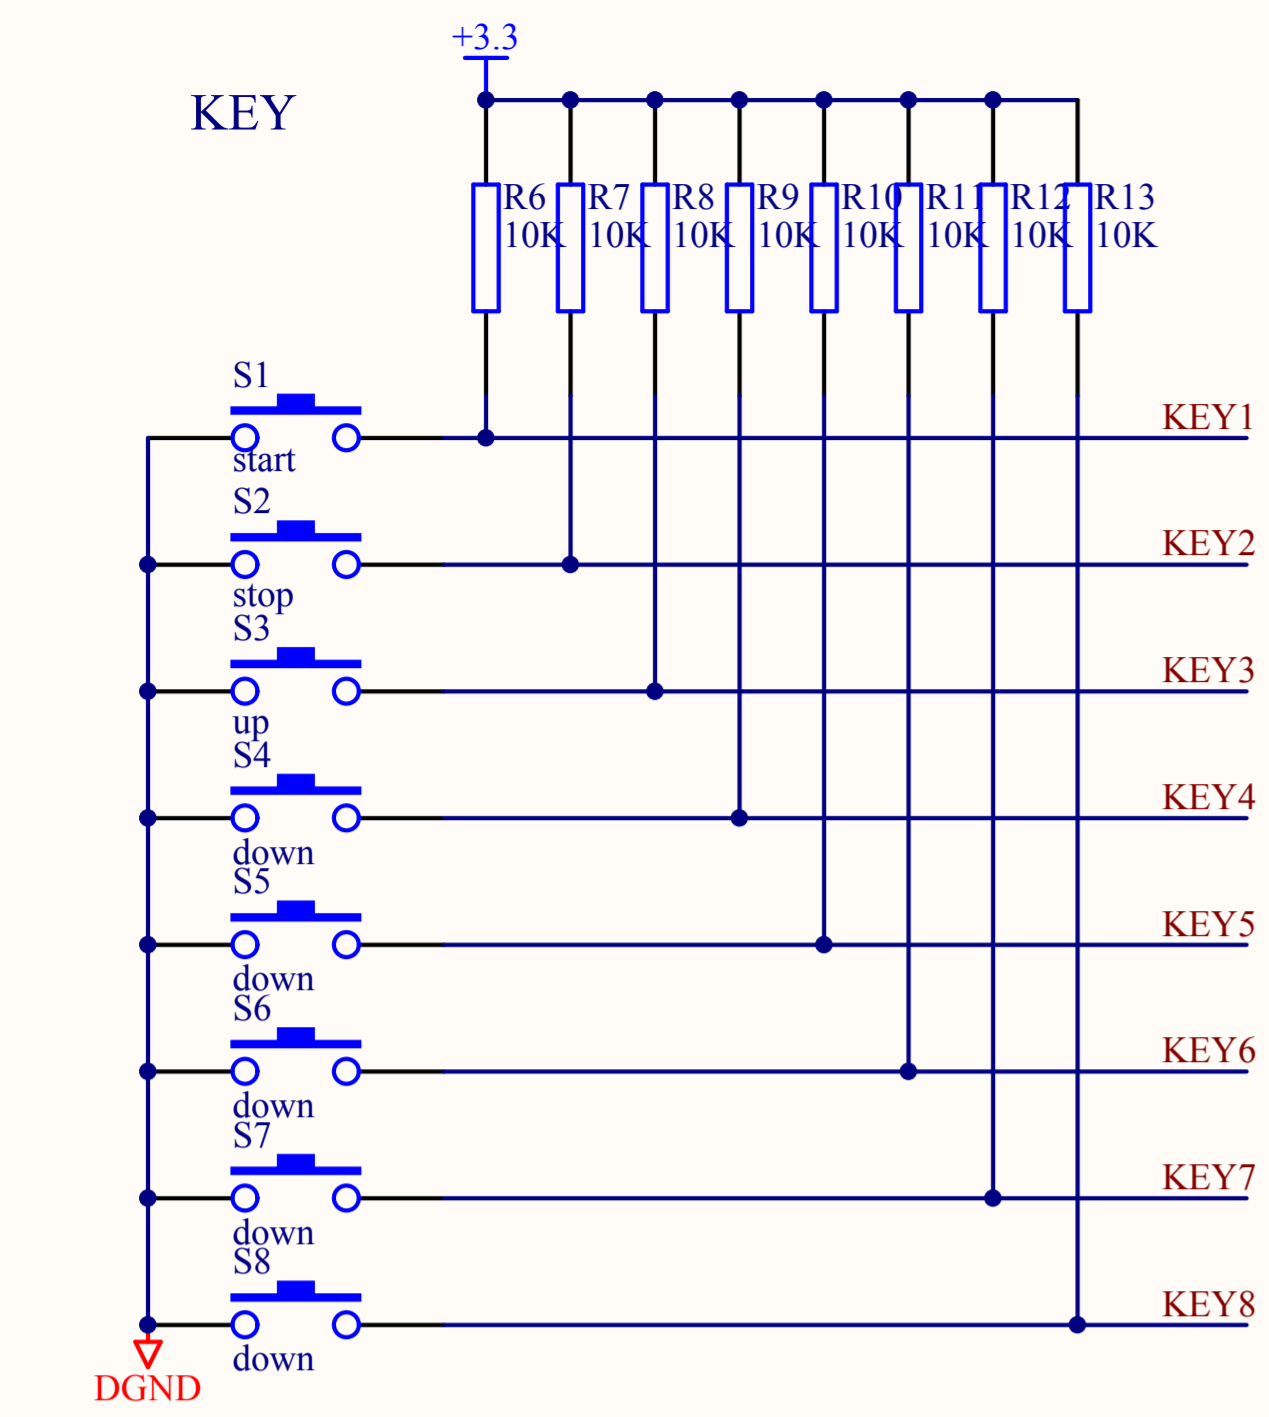 +3.3
KEY
R6 R7 R8 R9 R10 R11 R12 R13
10K 10K 10K 10K 10K 10K 10K 10K
S1
KEY1
start
S2
KEY2
stop
S3
KEY3
up
S4
KEY4
down
S5
KEY5
down
S6
KEY6
down
S7
KEY7
down
S8
KEY8
down
DGND